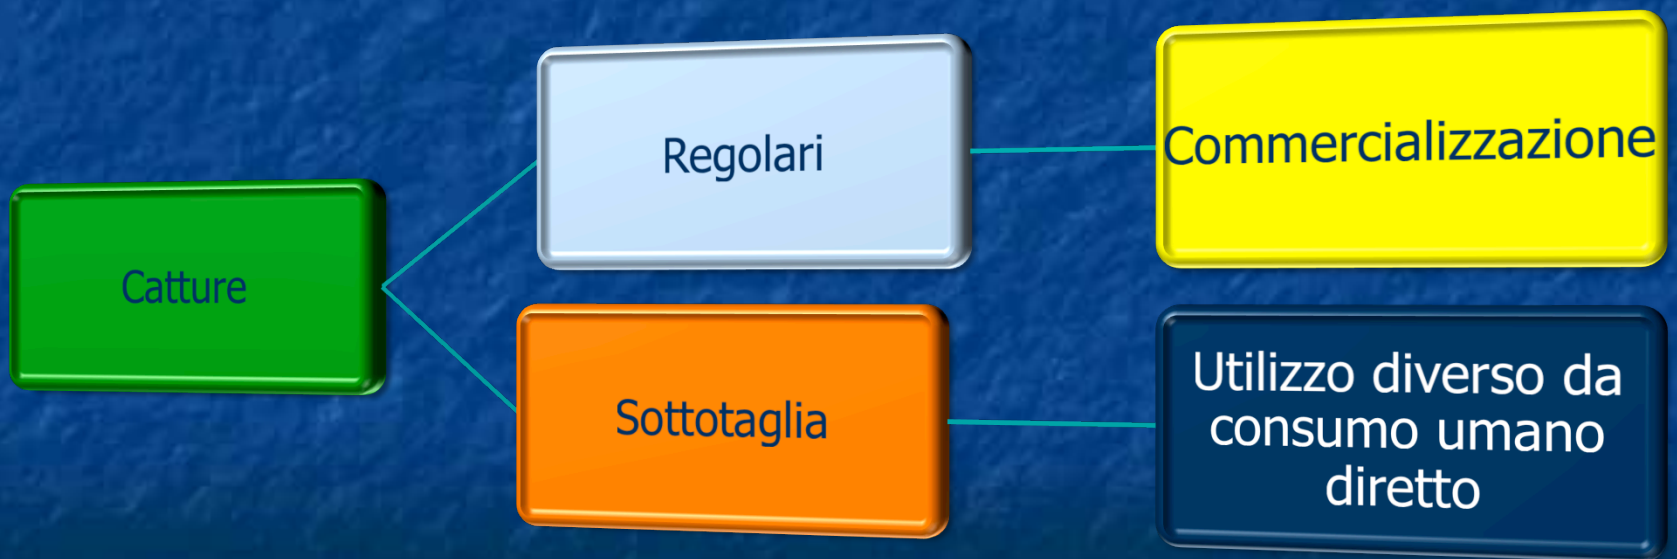 Catture
Regolari
Commercializzazione
Sottotaglia
Utilizzo diverso da
consumo umano
diretto